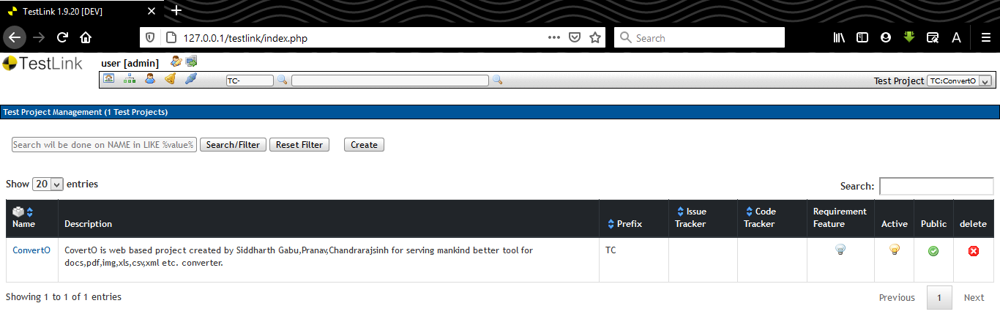 TestLink 1.9.20 [DEV]
127.0.0.1/testlink/index.php
Search
A
TestLink
user [admin]
TC-
Test Project TC:ConvertO
Test Project Management (1 Test Projects)
Search wil be done on NAME in LIKE %value%
Search/Filter
Reset Filter
Create
Show 20 entries
Search:
Name
Description
Prefix
Issue
Tracker
Code
Tracker
Requirement
Feature
Active
Public
delete
ConvertO
CovertO is web based project created by Siddharth Gabu,Pranav,Chandrarajsinh for serving mankind better tool for
docs,pdf,img,xls,csv,xml etc. converter.
TC
Showing 1 to 1 of 1 entries
Previous
1
Next